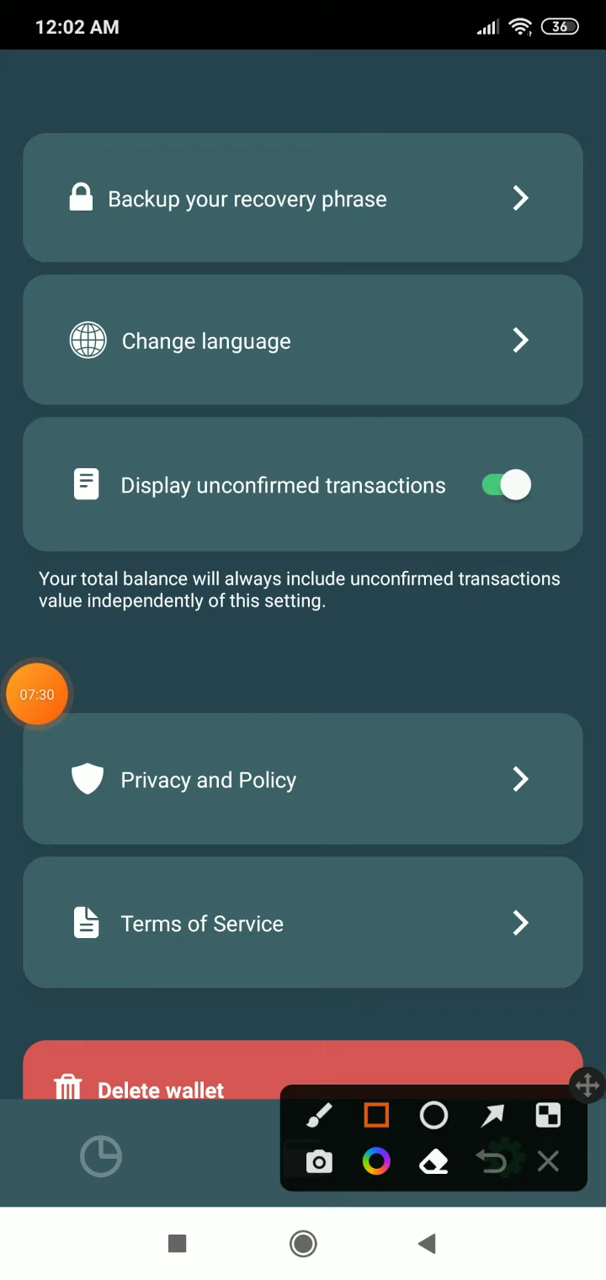 12:02 AM
36
Backup your recovery phrase
Change language
Display unconfirmed transactions
Your total balance will always include unconfirmed transactions
value independently of this setting.
07:30
Privacy and Policy
Terms of Service
Delete wallet